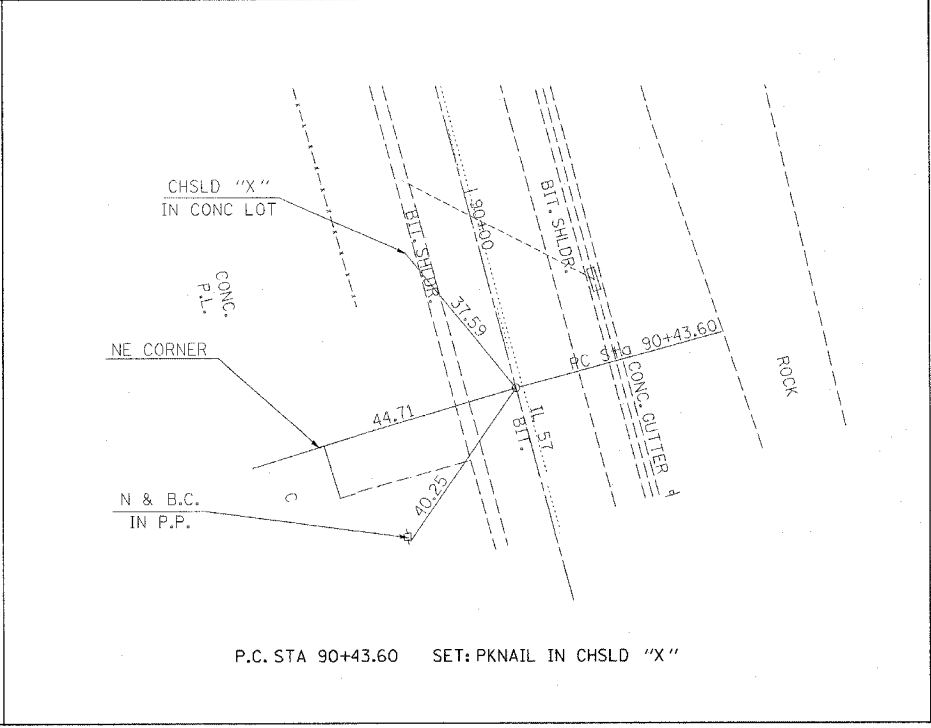 CHSLD "X"
IN CONC LOT
BIT. SHLDR.
90+00
BIT. SHLDR.
CONC.
P.L.
37.59
NE CORNER
PC Sta 90+43.60
ROCK
44.71
IL 57
BIT.
CONC. GUTTER
N & B.C.
IN P.P.
C
40.25
P.C. STA 90+43.60 SET: PKNAIL IN CHSLD "X"